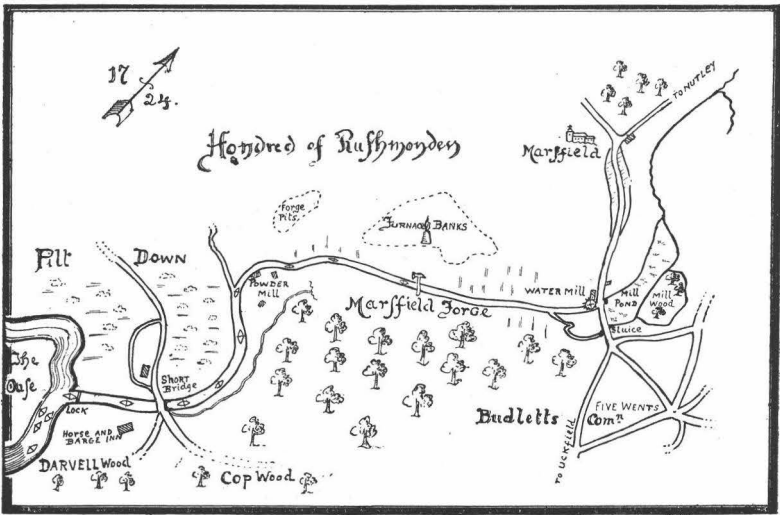 17
24.
to NUTLEY
Hondred of Rushmonden
Marsfield
Forge
Pits.
FURNACE BANKS
Pilt Down
POWDER
Mill
WATER Mill
Mill
POND
Mill
Wood
Marsfield Forge
Sluice
The
Ouse
SHORT
Bridge
Lock
HORSE AND
BARGE INN
Budletts
FIVE WENTS
Comn
TO Uckfield
DARVELL Wood
Cop Wood